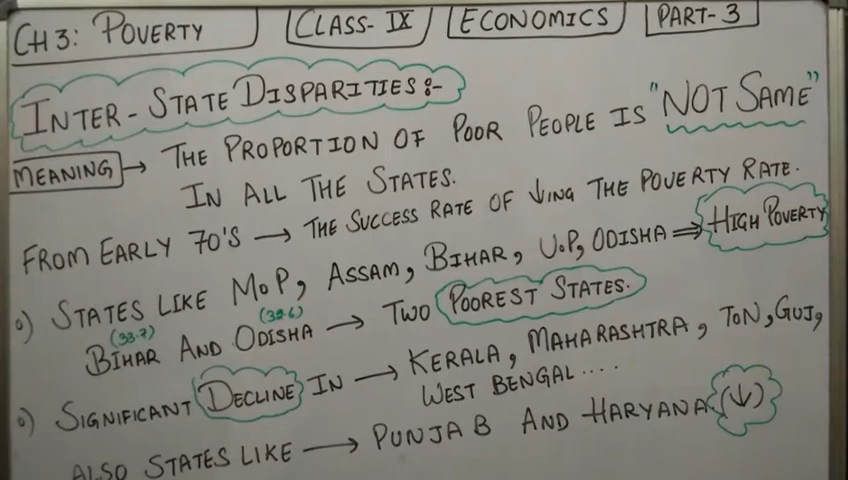 CH 3: POVERTY CLASS- IX ECONOMICS PART- 3
INTER - STATE DISPARITIES :-
MEANING → THE PROPORTION OF POOR PEOPLE IS "NOT SAME"
IN ALL THE STATES.
FROM EARLY 70'S → THE SUCCESS RATE OF ↓ING THE POVERTY RATE.
o) STATES LIKE M.P, ASSAM, BIHAR, U.P, ODISHA ⇒ HIGH POVERTY
(33.7) (32.6)
BIHAR AND ODISHA → TWO POOREST STATES.
o) SIGNIFICANT DECLINE IN → KERALA, MAHARASHTRA, T.N, GUJ,
WEST BENGAL ....
ALSO STATES LIKE → PUNJAB AND HARYANA (↓)